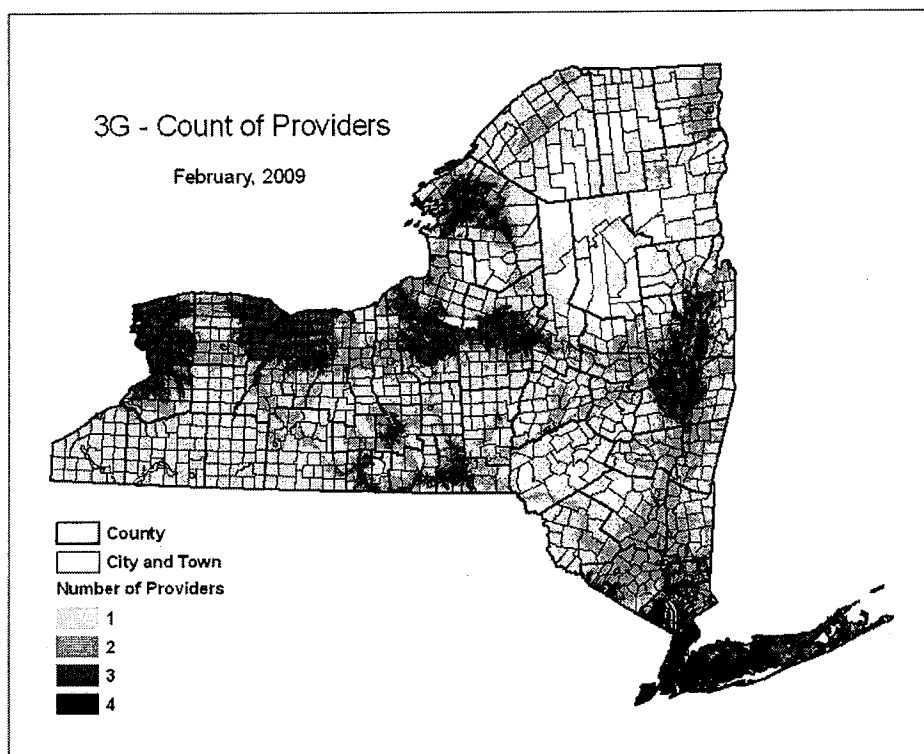 3G - Count of Providers
February, 2009
County
City and Town
Number of Providers
1
2
3
4